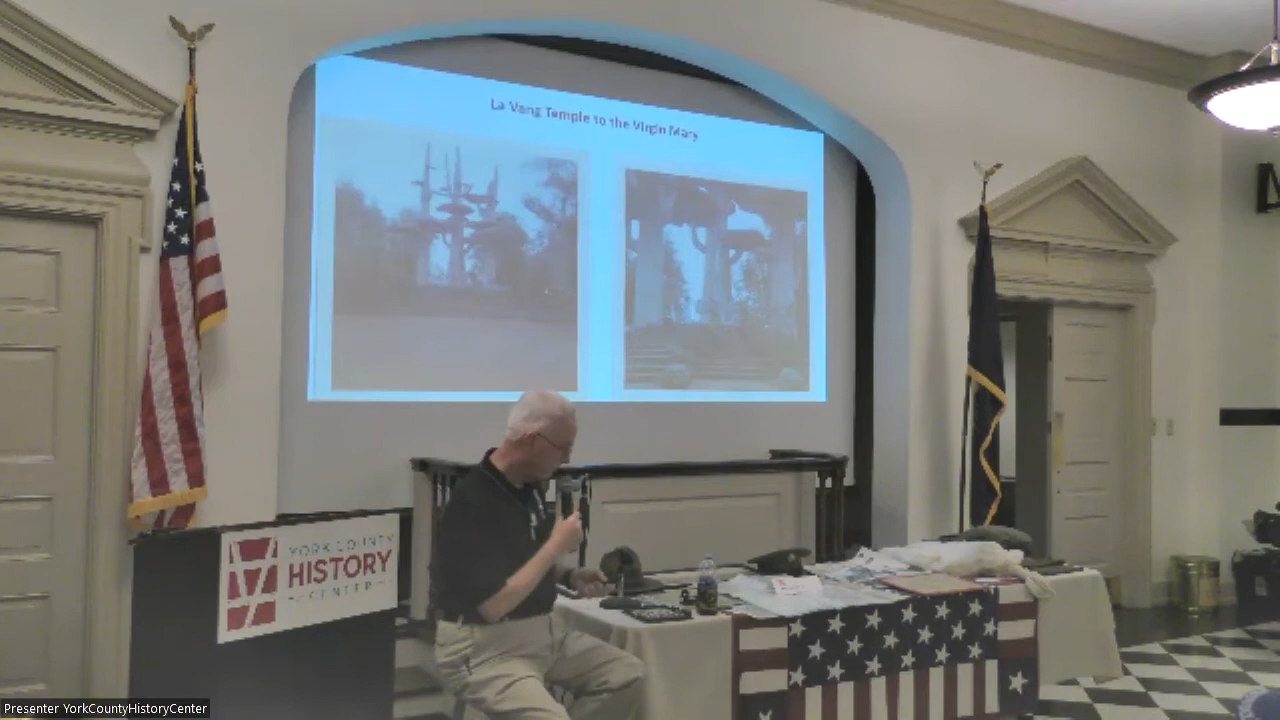 La Vang Temple to the Virgin Mary
YORK COUNTY
HISTORY
CENTER
Presenter YorkCountyHistoryCenter